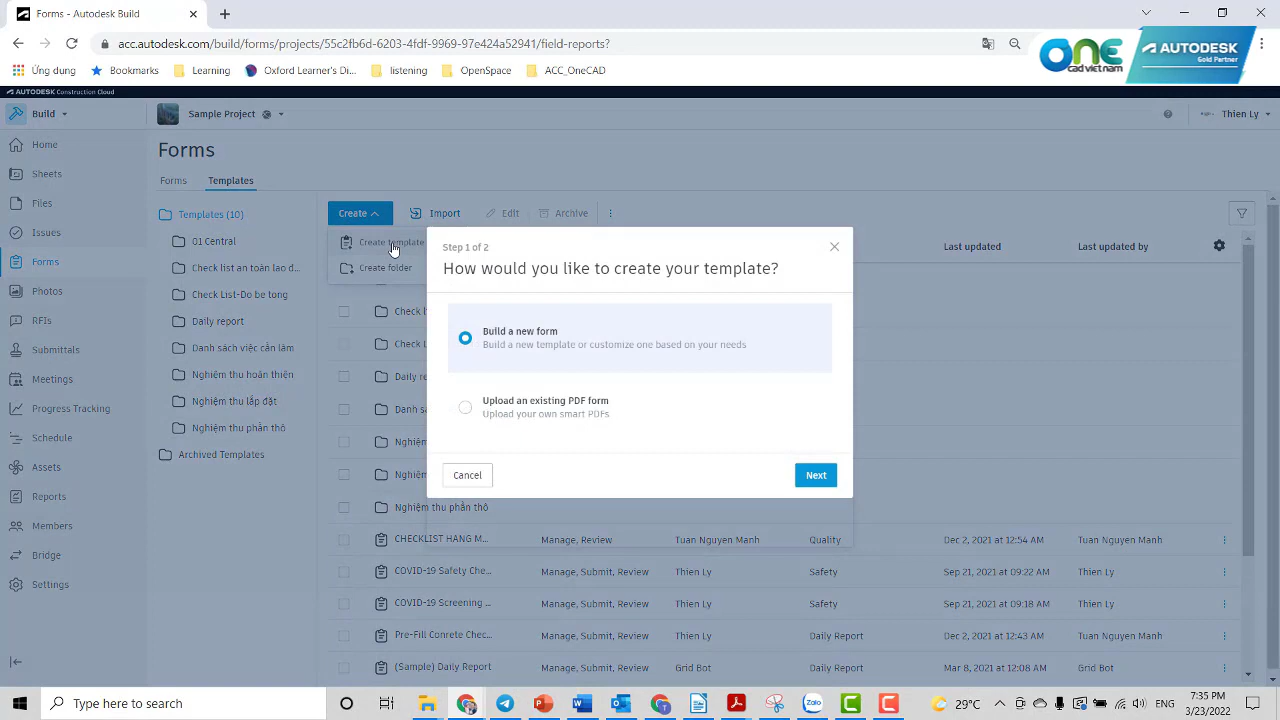 Forms - Autodesk Build
acc.autodesk.com/build/forms/projects/55c2fb6d-6203-4fdf-9969-97e424a52941/field-reports?
Ứng dung
Bookmarks
Learning
Oxford Learner's Di...
listening
OpenSpace
ACC_OneCAD
ONE
CAD VIETNAM
AUTODESK
Gold Partner
AUTODESK Construction Cloud
Build
Sample Project
Thien Ly
Home
Sheets
Files
Issues
Forms
Photos
RFIs
Submittals
Meetings
Progress Tracking
Schedule
Assets
Reports
Members
Bridge
Settings
Forms
Forms
Templates
Templates (10)
01 Central
Check list an toàn lao d...
Check List-Do be tong
Daily report
Danh sách việc cần làm
Nghiệm thu hoàn thiện
Nghiệm thu lắp đặt
Nghiệm thu phần thô
Archived Templates
Create
Import
Edit
Archive
Create template
Create folder
Last updated
Last updated by
Step 1 of 2
How would you like to create your template?
Build a new form
Build a new template or customize one based on your needs
Upload an existing PDF form
Upload your own smart PDFs
Cancel
Next
Check l
Check L
Daily re
Danh sá
Nghiệm
Nghiệm
Nghiệm thu phần thô
CHECKLIST HANG M... Manage, Review Tuan Nguyen Manh Quality Dec 2, 2021 at 12:54 AM Tuan Nguyen Manh
COVID-19 Safety Che... Manage, Submit, Review Thien Ly Safety Sep 21, 2021 at 09:22 AM Thien Ly
COVID-19 Screening ... Manage, Submit, Review Thien Ly Safety Sep 21, 2021 at 09:18 AM Thien Ly
Pre-Fill Conrete Chec... Manage, Submit, Review Thien Ly Daily Report Dec 2, 2021 at 12:43 AM Tuan Nguyen Manh
(Sample) Daily Report Manage, Submit, Review Grid Bot Daily Report Mar 8, 2021 at 12:08 AM Grid Bot
Type here to search
Zalo
27°C
7:35 PM
3/23/2022